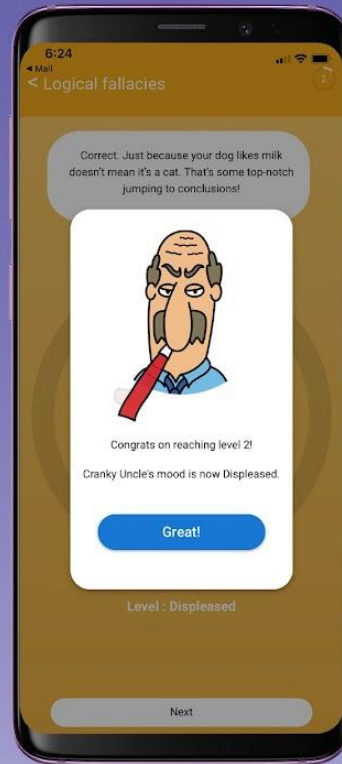 6:24
◀ Mail
< Logical fallacies
2
Correct. Just because your dog likes milk
doesn't mean it's a cat. That's some top-notch
jumping to conclusions!
Congrats on reaching level 2!
Cranky Uncle's mood is now Displeased.
Great!
Level : Displeased
Next